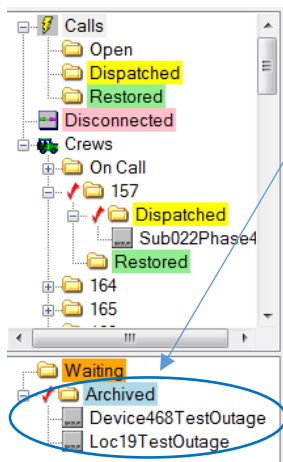 Calls
Open
Dispatched
Restored
Disconnected
Crews
On Call
157
Dispatched
Sub022Phase4
Restored
164
165
Waiting
Archived
Device468TestOutage
Loc19TestOutage